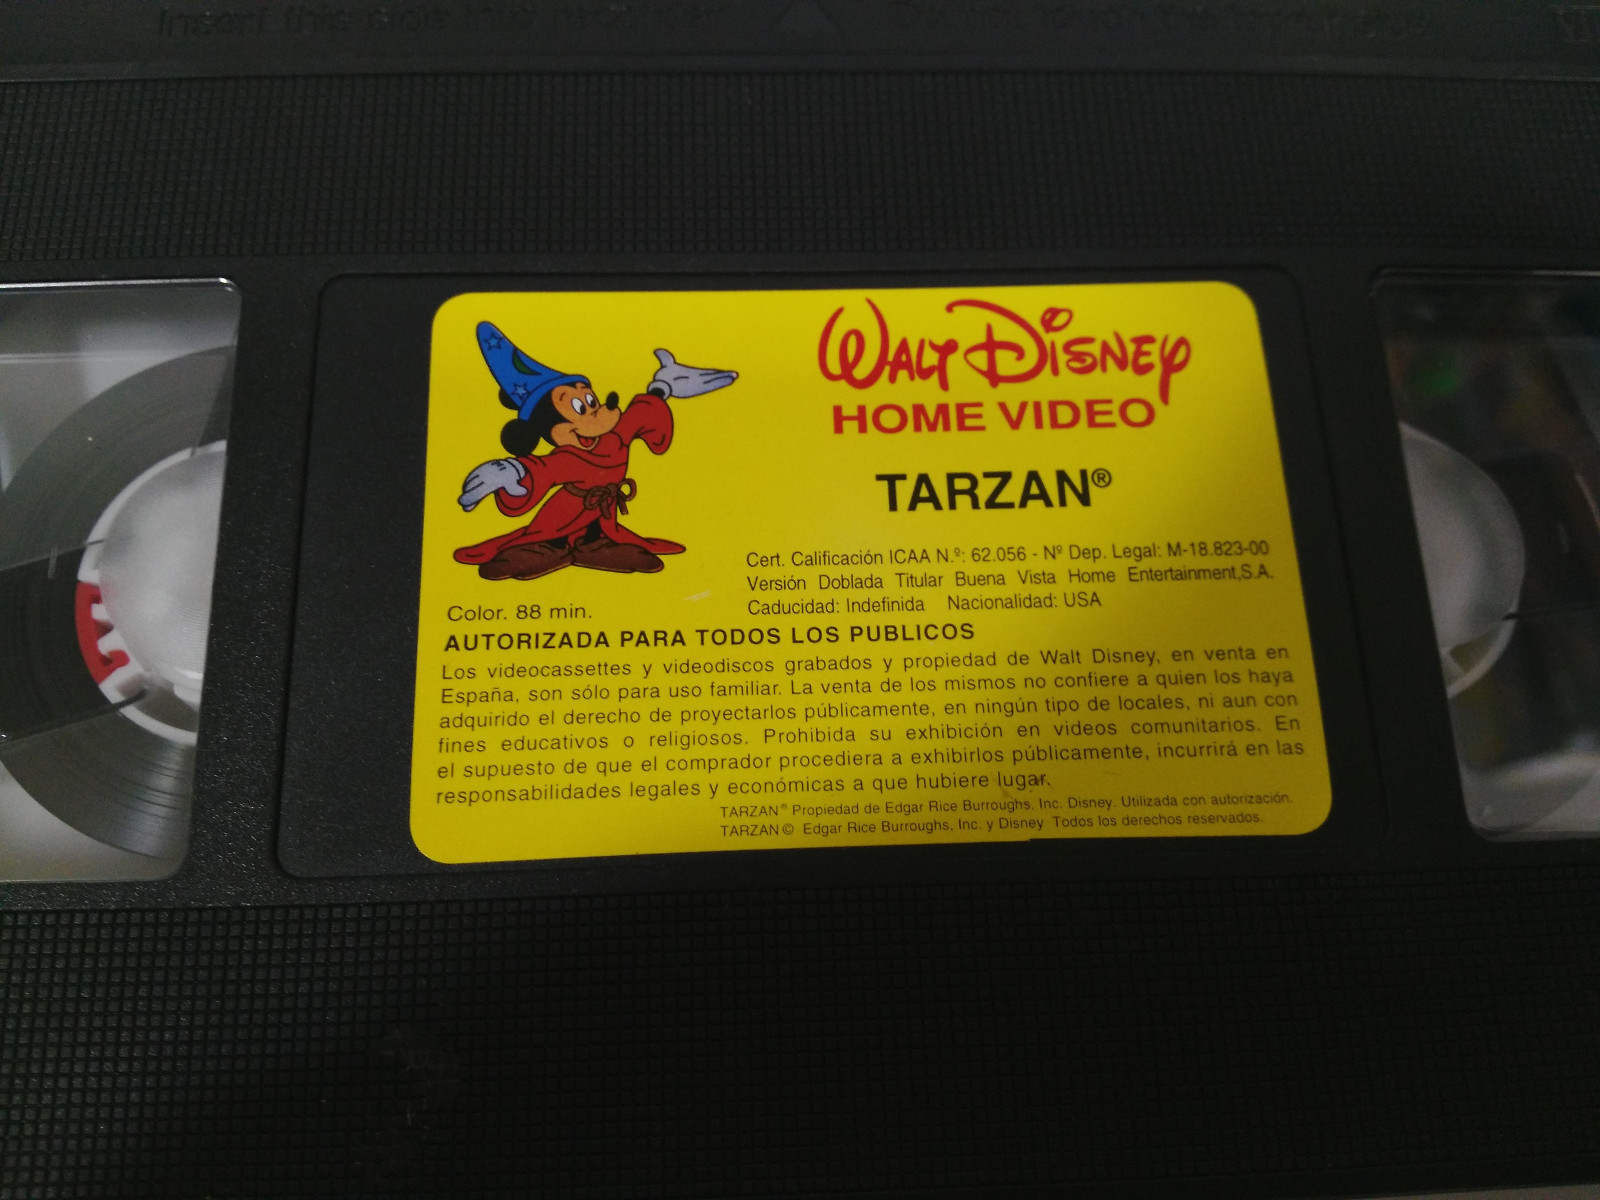 Insert this side into recorder
WALT DISNEY
HOME VIDEO
TARZAN®
Cert. Calificación ICAA N.º: 62.056 - Nº Dep. Legal: M-18.823-00
Versión Doblada Titular Buena Vista Home Entertainment,S.A.
Caducidad: Indefinida Nacionalidad: USA
Color. 88 min.
AUTORIZADA PARA TODOS LOS PUBLICOS
Los videocassettes y videodiscos grabados y propiedad de Walt Disney, en venta en
España, son sólo para uso familiar. La venta de los mismos no confiere a quien los haya
adquirido el derecho de proyectarlos públicamente, en ningún tipo de locales, ni aun con
fines educativos o religiosos. Prohibida su exhibición en videos comunitarios. En
el supuesto de que el comprador procediera a exhibirlos públicamente, incurrirá en las
responsabilidades legales y económicas a que hubiere lugar.
TARZAN® Propiedad de Edgar Rice Burroughs, Inc. Disney. Utilizada con autorización.
TARZAN © Edgar Rice Burroughs, Inc. y Disney Todos los derechos reservados.